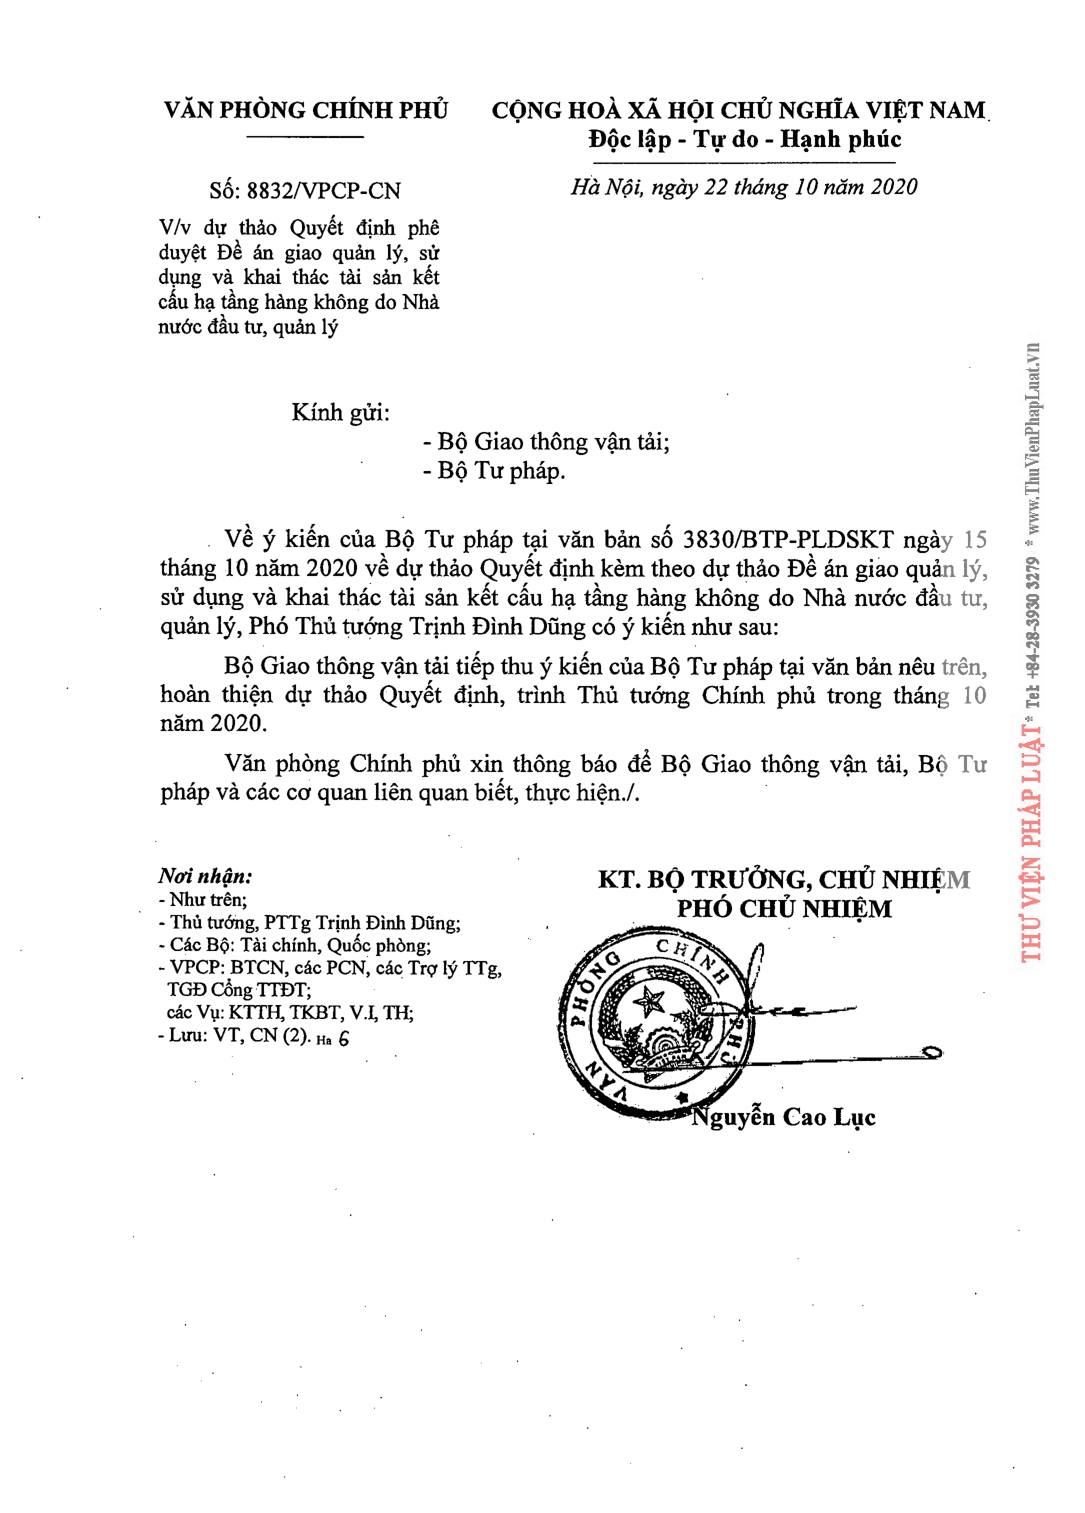 VĂN PHÒNG CHÍNH PHỦ
CỘNG HOÀ XÃ HỘI CHỦ NGHĨA VIỆT NAM
Độc lập - Tự do - Hạnh phúc
Số: 8832/VPCP-CN
Hà Nội, ngày 22 tháng 10 năm 2020
V/v dự thảo Quyết định phê
duyệt Đề án giao quản lý, sử
dụng và khai thác tài sản kết
cấu hạ tầng hàng không do Nhà
nước đầu tư, quản lý
Kính gửi:
- Bộ Giao thông vận tải;
- Bộ Tư pháp.
Về ý kiến của Bộ Tư pháp tại văn bản số 3830/BTP-PLDSKT ngày 15
tháng 10 năm 2020 về dự thảo Quyết định kèm theo dự thảo Đề án giao quản lý,
sử dụng và khai thác tài sản kết cấu hạ tầng hàng không do Nhà nước đầu tư,
quản lý, Phó Thủ tướng Trịnh Đình Dũng có ý kiến như sau:
Bộ Giao thông vận tải tiếp thu ý kiến của Bộ Tư pháp tại văn bản nêu trên,
hoàn thiện dự thảo Quyết định, trình Thủ tướng Chính phủ trong tháng 10
năm 2020.
Văn phòng Chính phủ xin thông báo để Bộ Giao thông vận tải, Bộ Tư
pháp và các cơ quan liên quan biết, thực hiện./.
Nơi nhận:
- Như trên;
- Thủ tướng, PTTg Trịnh Đình Dũng;
- Các Bộ: Tài chính, Quốc phòng;
- VPCP: BTCN, các PCN, các Trợ lý TTg,
TGĐ Cổng TTĐT;
các Vụ: KTTH, TKBT, V.I, TH;
- Lưu: VT, CN (2). Ha 6
KT. BỘ TRƯỞNG, CHỦ NHIỆM
PHÓ CHỦ NHIỆM
VĂN PHÒNG CHÍNH PHỦ
Nguyễn Cao Lục
THƯ VIỆN PHÁP LUẬT * Tel: +84-28-3930 3279 * www.ThuVienPhapLuat.vn